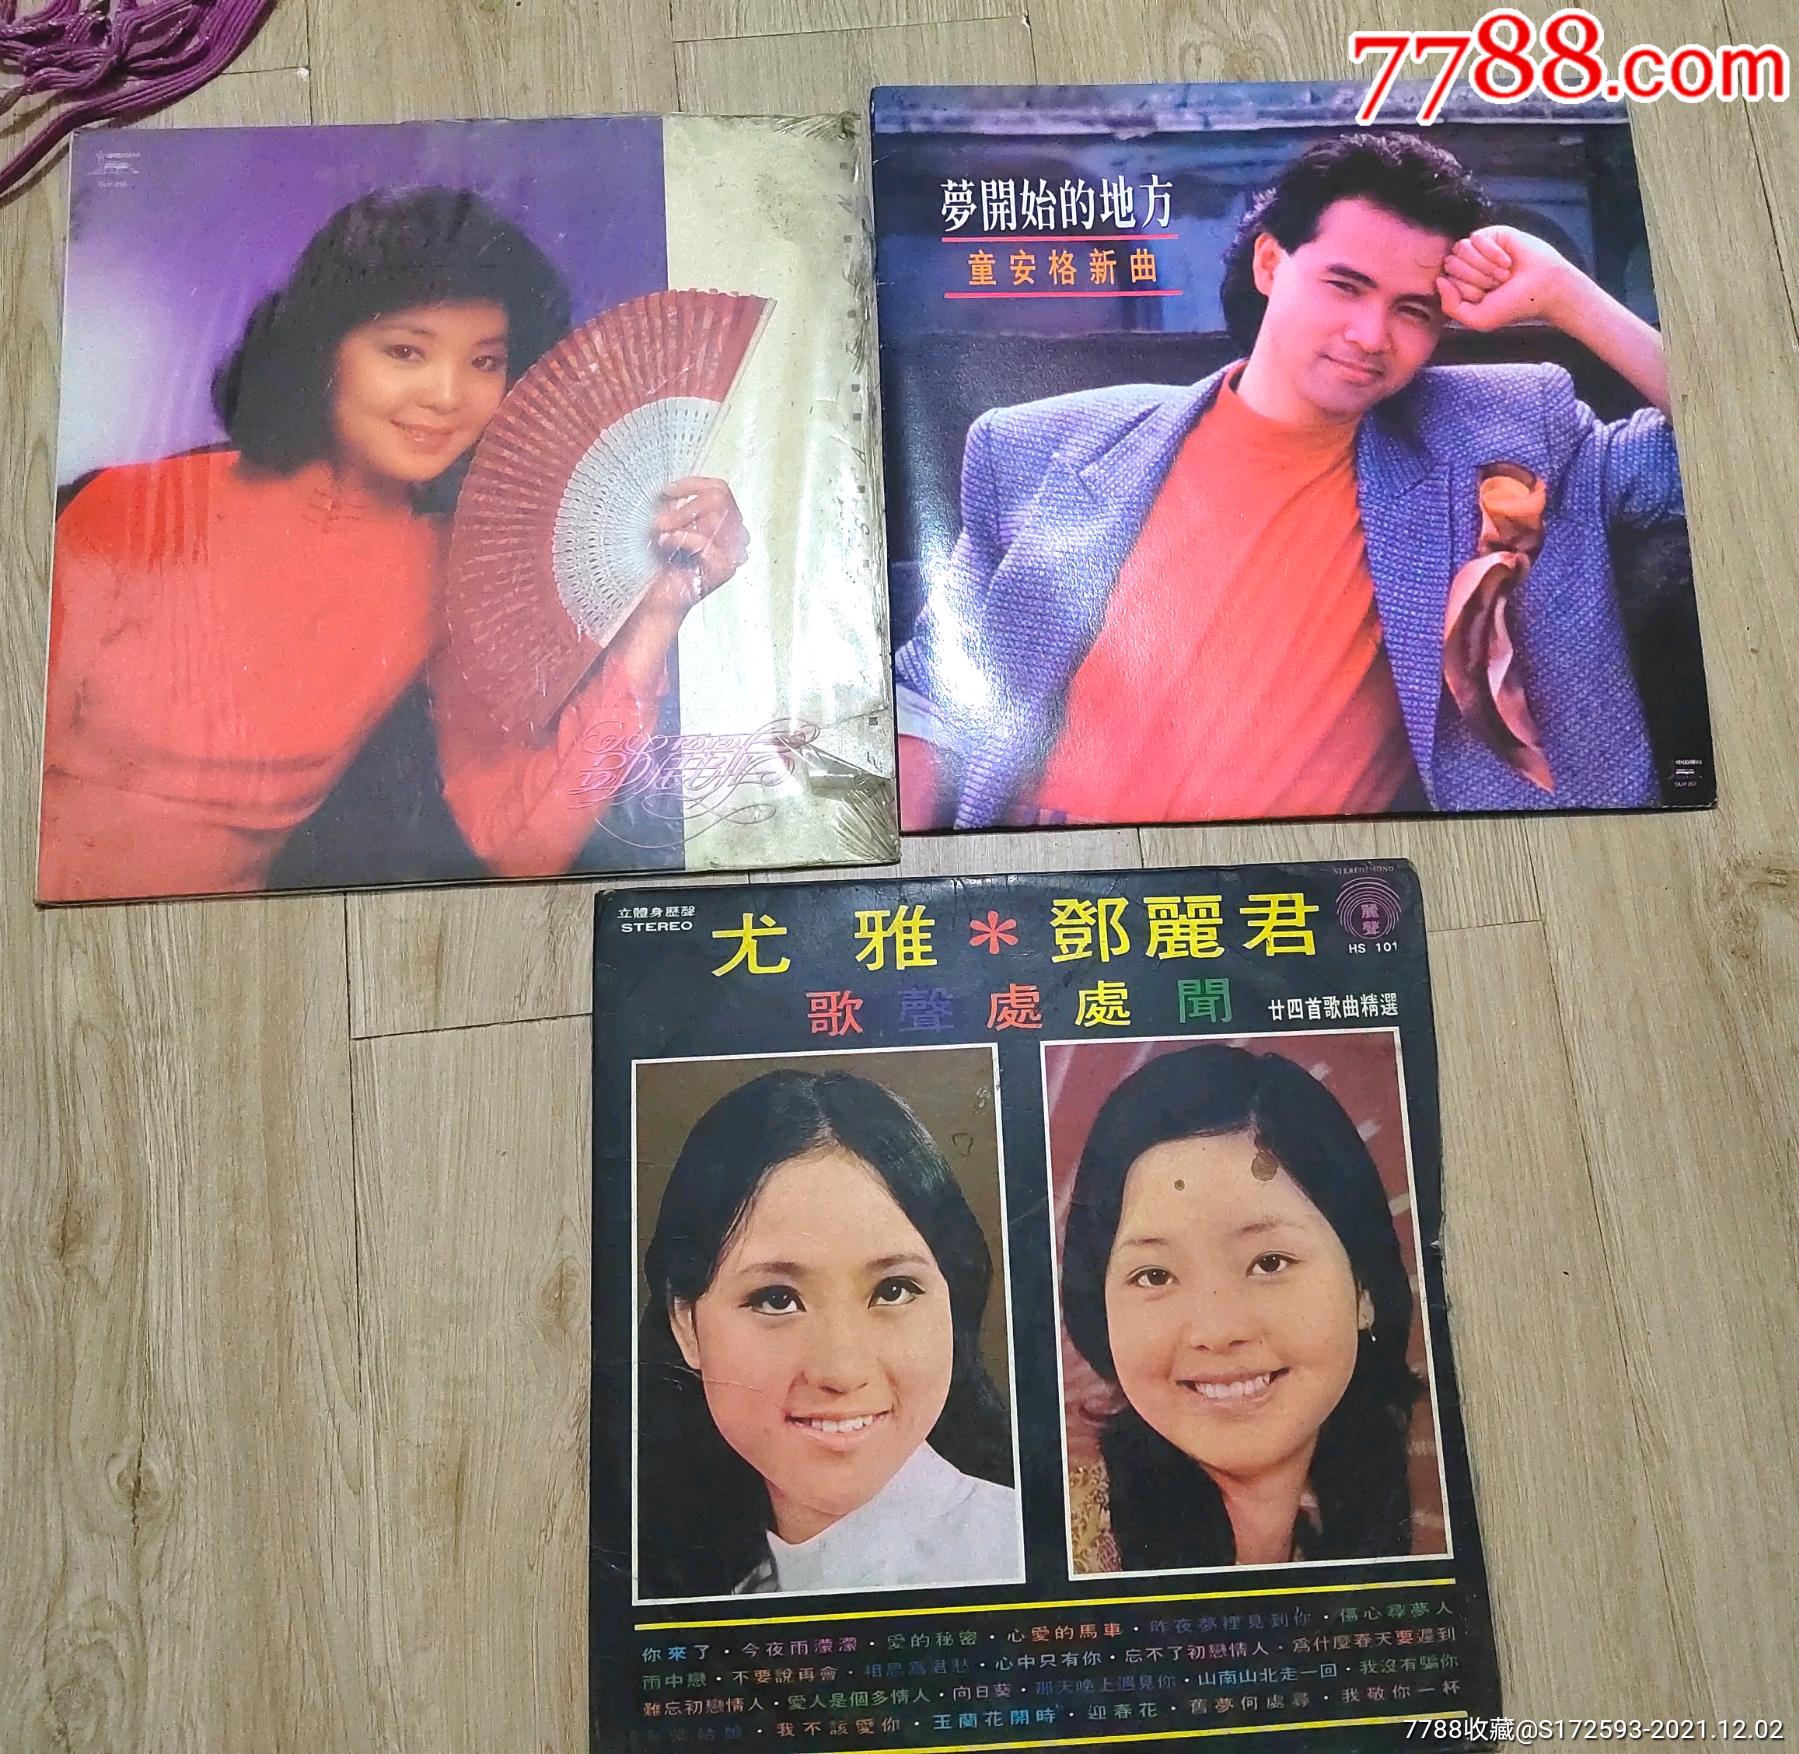 7788.com
夢開始的地方
童安格新曲
立體身歷聲
STEREO
尤雅*鄧麗君
STEREO/MONO
麗聲
HS 101
歌聲處處聞
廿四首歌曲精選
你來了·今夜雨濛濛·愛的秘密·心愛的馬車·昨夜夢裡見到你·傷心尋夢人
雨中戀·不要說再會·相思為君愁·心中只有你·忘不了初戀情人·為什麼春天要遲到
難忘初戀情人·愛人是個多情人·向日葵·那天晚上遇見你·山南山北走一回·我沒有騙你
姑娘·我不該愛你·玉蘭花開時·迎春花·舊夢何處尋·我敬你一杯
7788收藏@S172593-2021.12.02